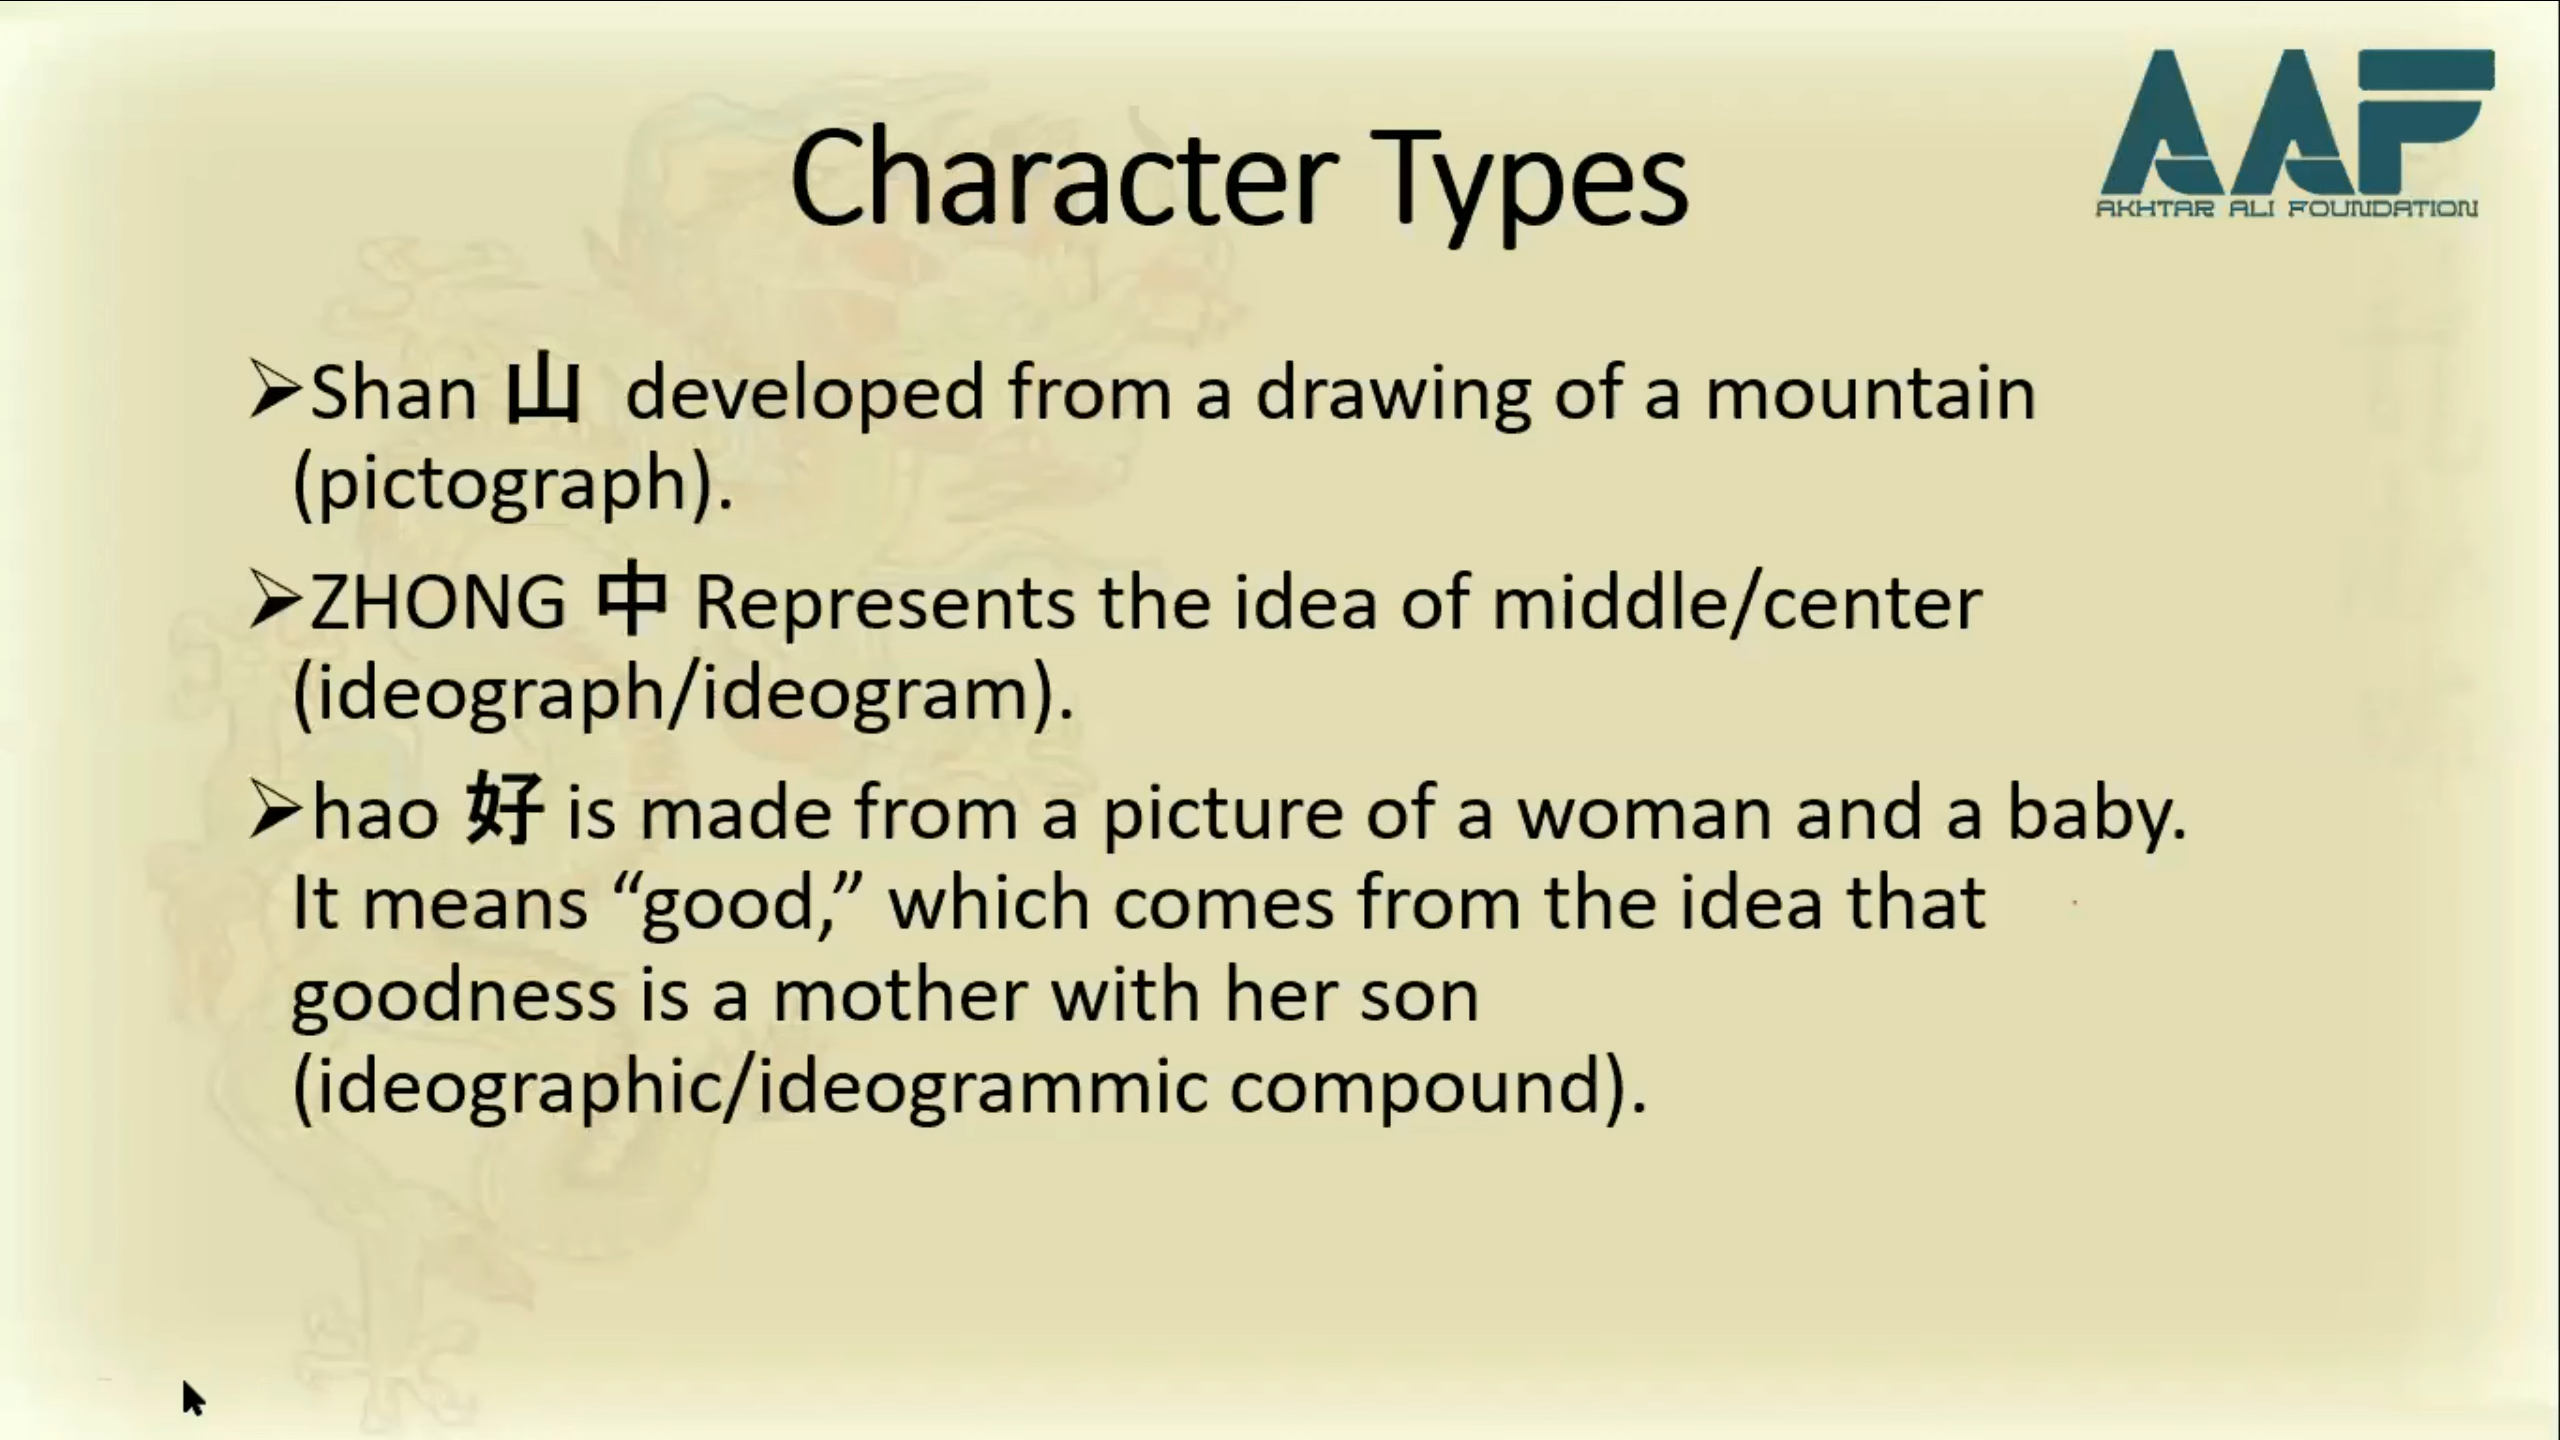 AAF
AKHTAR ALI FOUNDATION
Character Types
➢Shan 山 developed from a drawing of a mountain
(pictograph).
➢ZHONG 中 Represents the idea of middle/center
(ideograph/ideogram).
➢hao 好 is made from a picture of a woman and a baby.
It means “good,” which comes from the idea that
goodness is a mother with her son
(ideographic/ideogrammic compound).